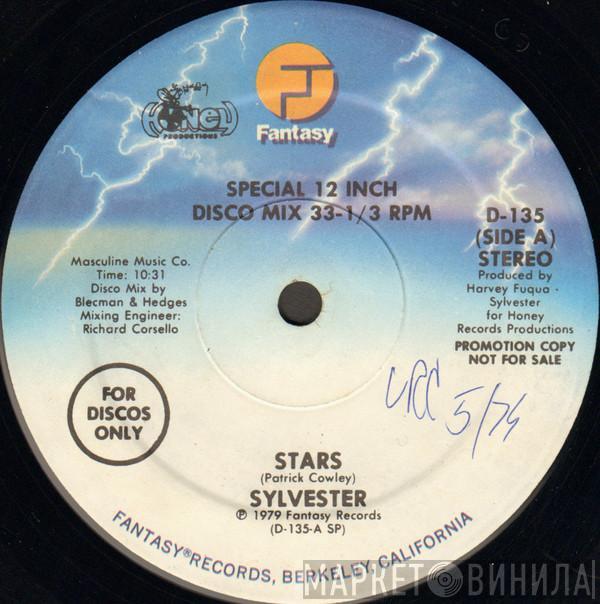 Honey
PRODUCTIONS
Fantasy
SPECIAL 12 INCH
DISCO MIX 33-1/3 RPM
D-135
(SIDE A)
STEREO
Masculine Music Co.
Time: 10:31
Disco Mix by
Blecman & Hedges
Mixing Engineer:
Richard Corsello
Produced by
Harvey Fuqua -
Sylvester
for Honey
Records Productions
PROMOTION COPY
NOT FOR SALE
FOR
DISCOS
ONLY
STARS
(Patrick Cowley)
SYLVESTER
℗ 1979 Fantasy Records
(D-135-A SP)
FANTASY® RECORDS, BERKELEY, CALIFORNIA
МАРКЕТ ВИНИЛА